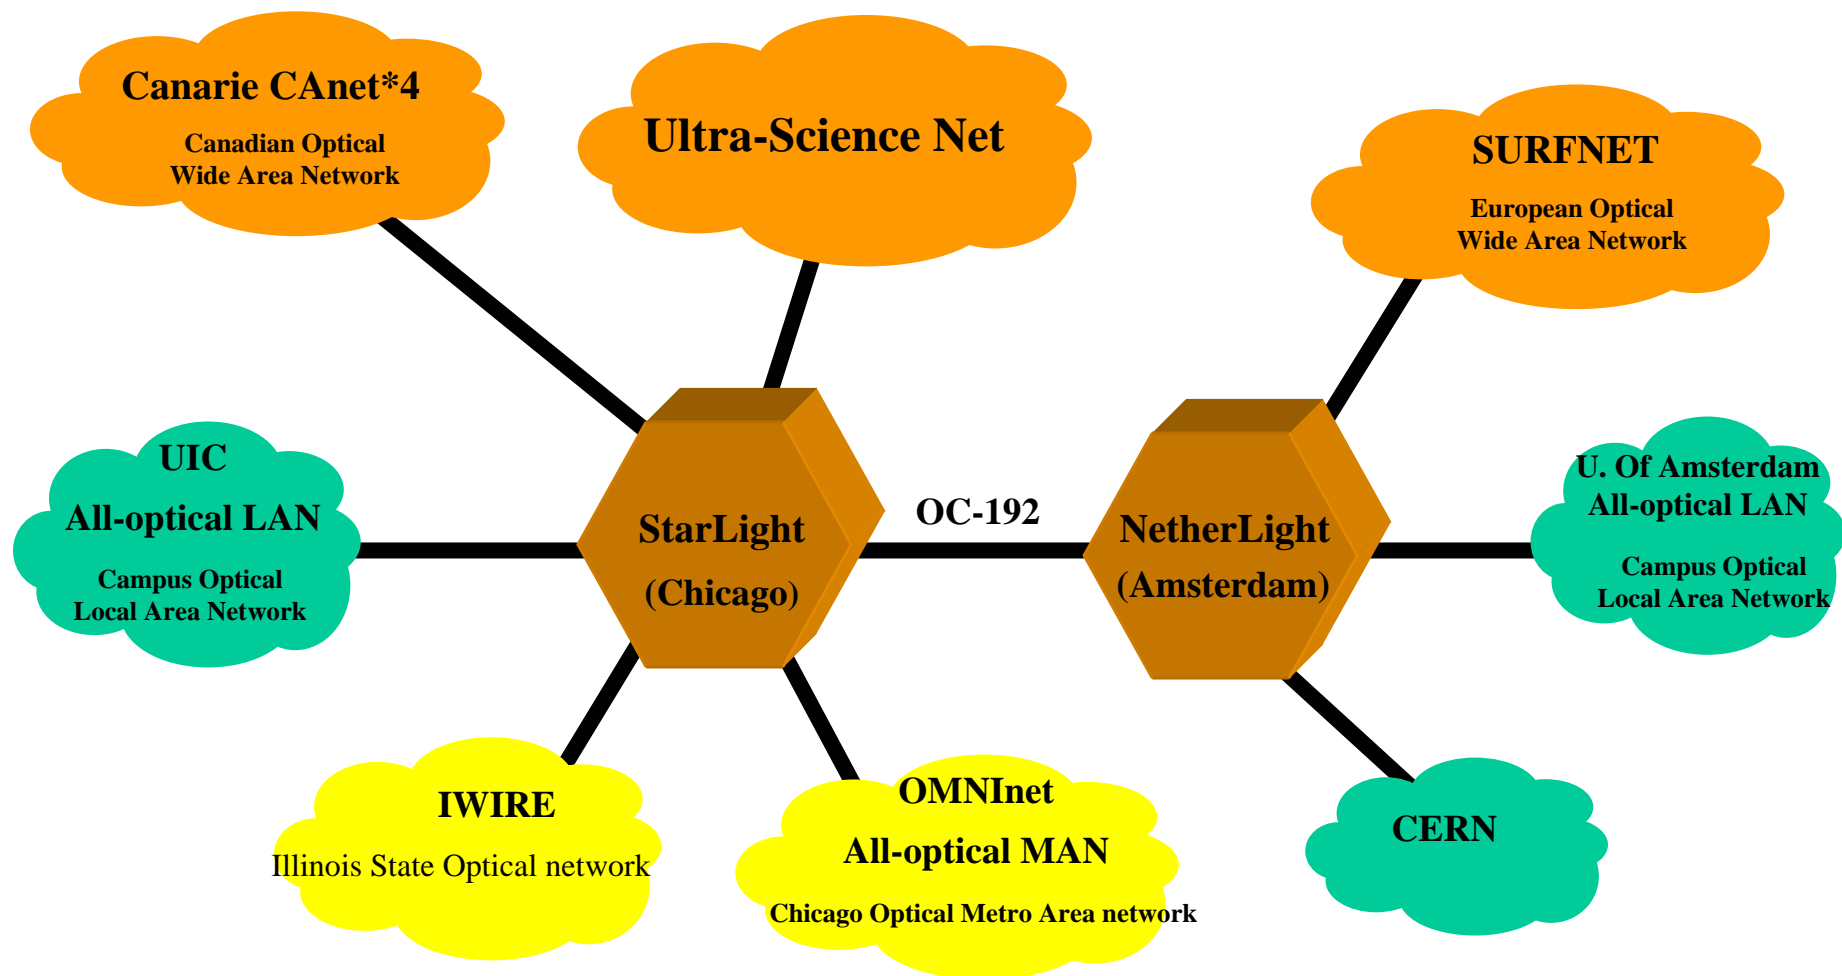 Canarie CAnet*4
Canadian Optical
Wide Area Network
Ultra-Science Net
SURFNET
European Optical
Wide Area Network
UIC
All-optical LAN
Campus Optical
Local Area Network
StarLight
(Chicago)
OC-192
NetherLight
(Amsterdam)
U. Of Amsterdam
All-optical LAN
Campus Optical
Local Area Network
IWIRE
Illinois State Optical network
OMNInet
All-optical MAN
Chicago Optical Metro Area network
CERN